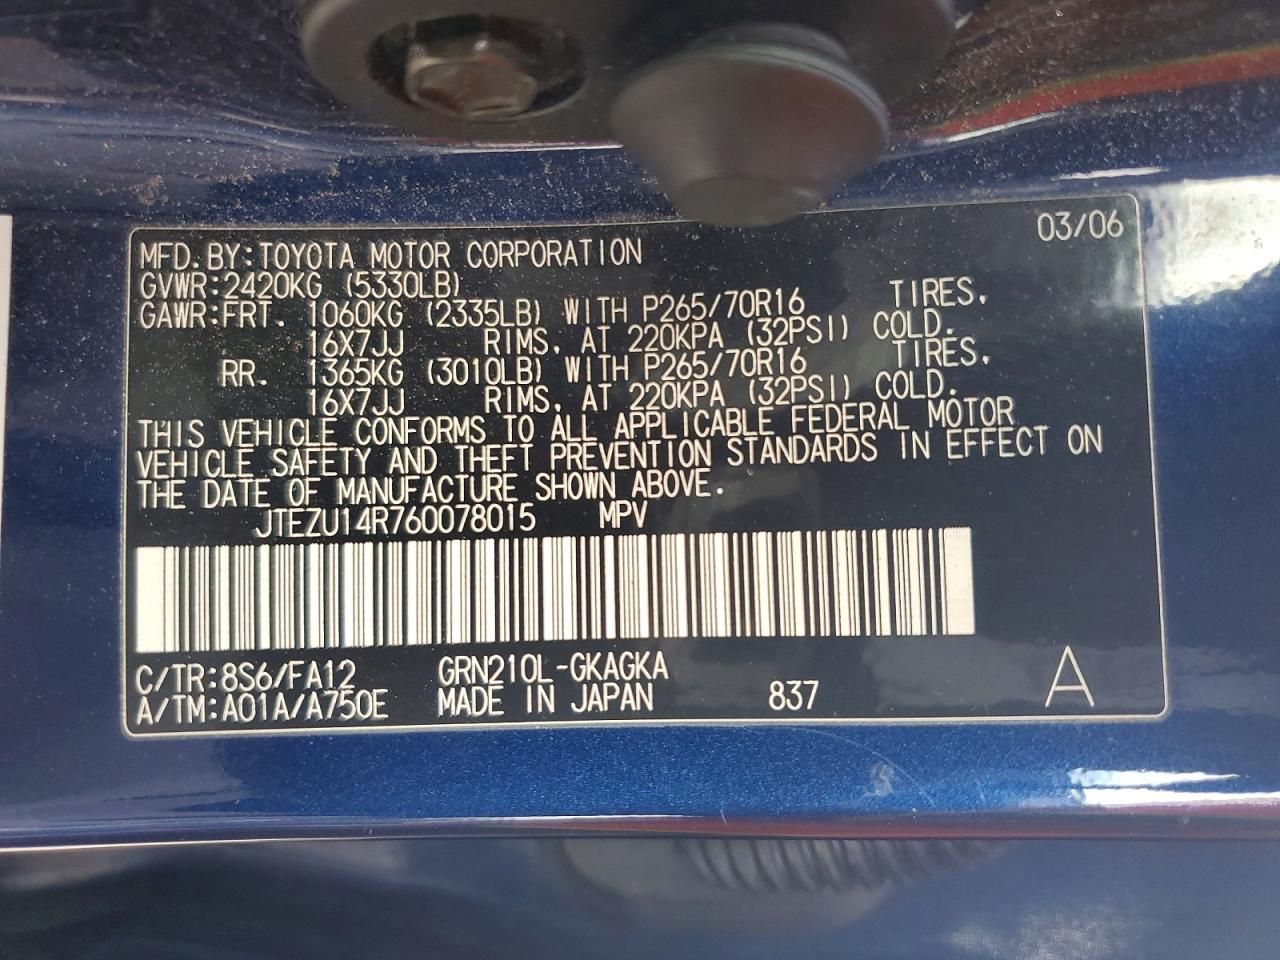 03/06
MFD. BY: TOYOTA MOTOR CORPORATION
GVWR: 2420KG (5330LB)
GAWR: FRT. 1060KG (2335LB) WITH P265/70R16 TIRES,
16X7JJ RIMS, AT 220KPA (32PSI) COLD.
RR. 1365KG (3010LB) WITH P265/70R16 TIRES,
16X7JJ RIMS, AT 220KPA (32PSI) COLD.
THIS VEHICLE CONFORMS TO ALL APPLICABLE FEDERAL MOTOR
VEHICLE SAFETY AND THEFT PREVENTION STANDARDS IN EFFECT ON
THE DATE OF MANUFACTURE SHOWN ABOVE.
JTEZU14R760078015 MPV
C/TR: 8S6/FA12 GRN210L-GKAGKA
A/TM: A01A/A750E MADE IN JAPAN 837 A